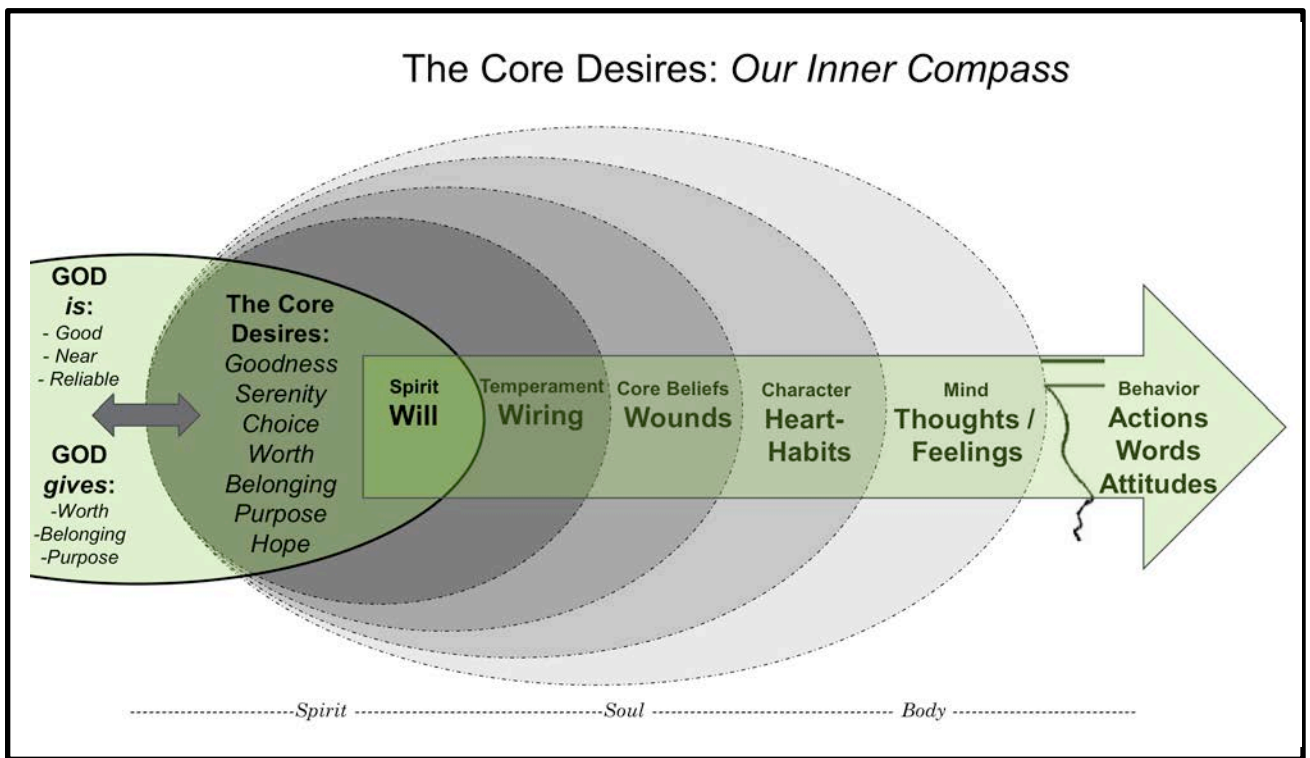 The Core Desires: Our Inner Compass
GOD
is:
- Good
- Near
- Reliable
GOD
gives:
-Worth
-Belonging
-Purpose
The Core
Desires:
Goodness
Serenity
Choice
Worth
Belonging
Purpose
Hope
Spirit
Will
Temperament
Wiring
Core Beliefs
Wounds
Character
Heart-
Habits
Mind
Thoughts /
Feelings
Behavior
Actions
Words
Attitudes
Spirit
Soul
Body